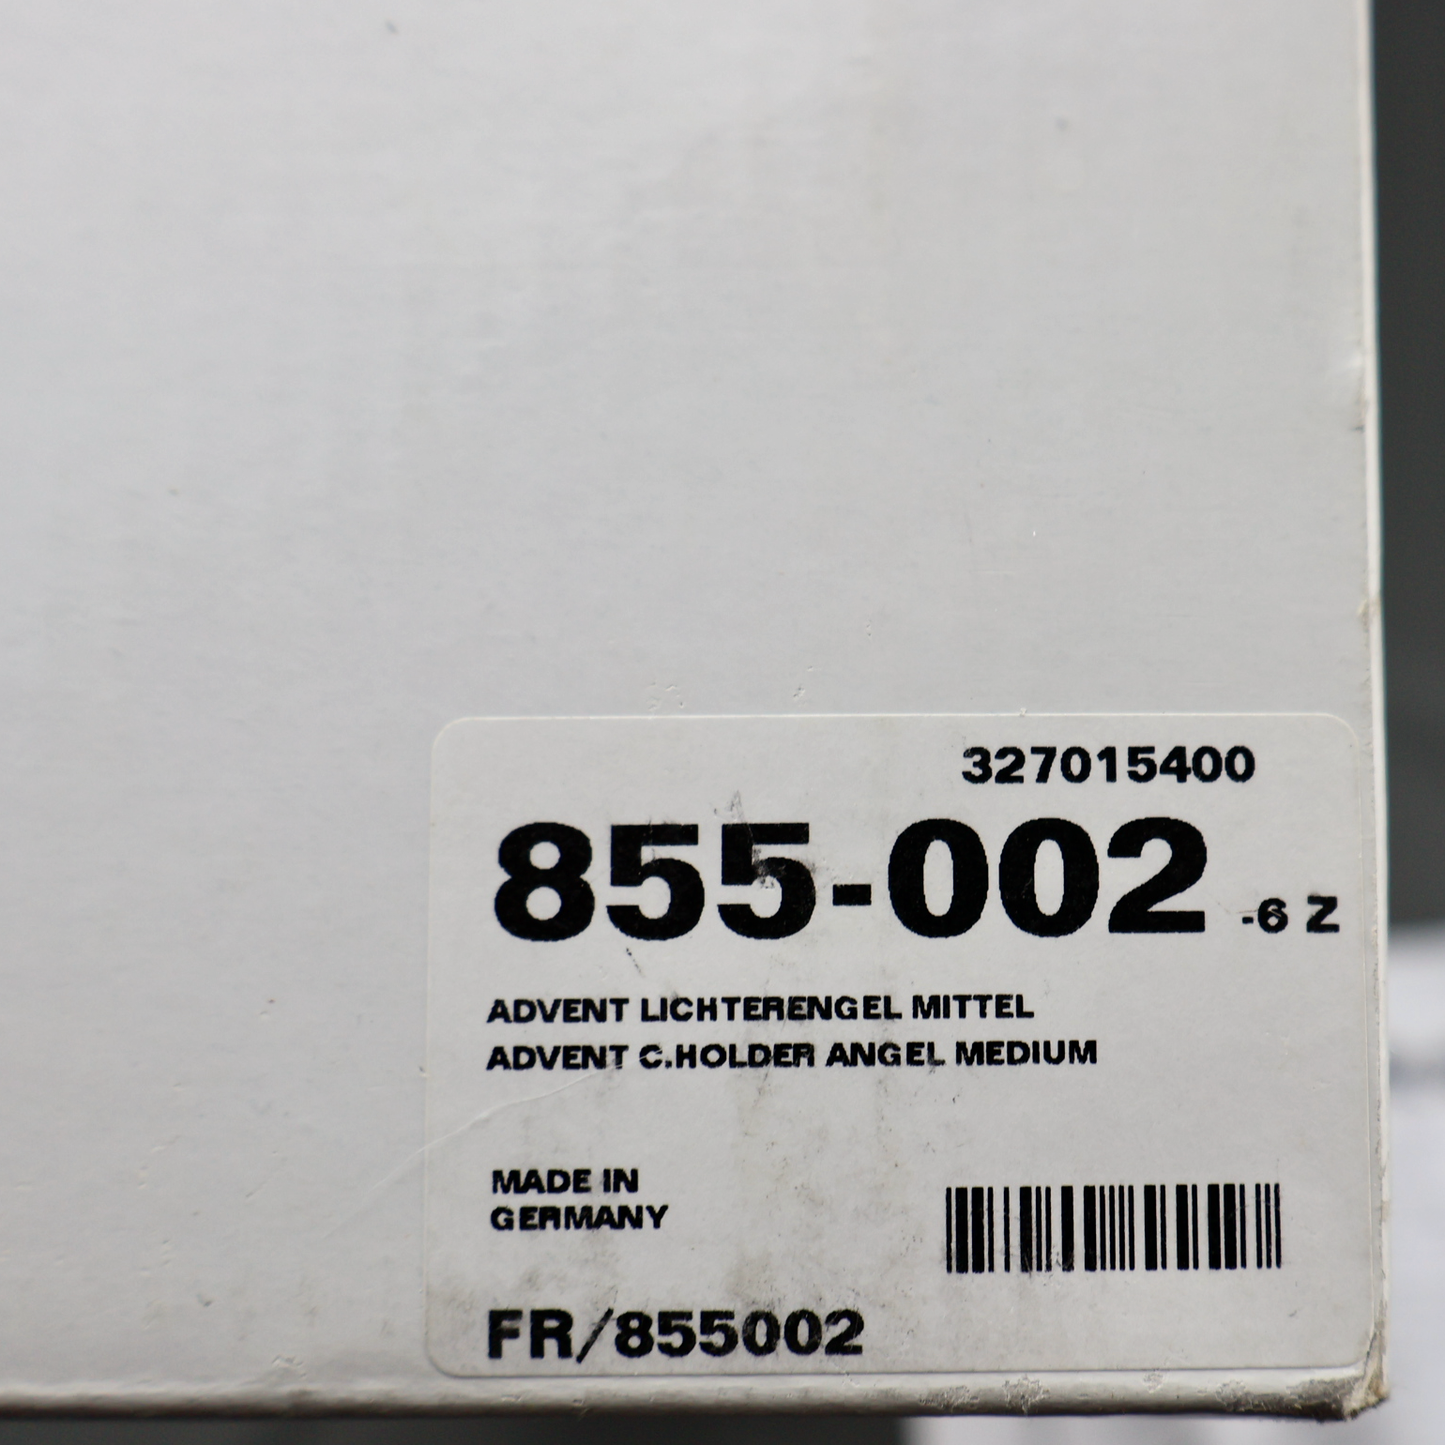 327015400
855-002 -6 Z
ADVENT LICHTERENGEL MITTEL
ADVENT C.HOLDER ANGEL MEDIUM
MADE IN
GERMANY
FR/855002